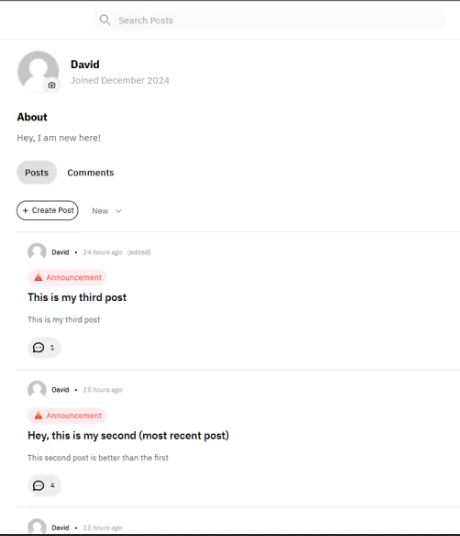 Search Posts
David
Joined December 2024
About
Hey, I am new here!
Posts Comments
+ Create Post New
David • 14 hours ago (edited)
Announcement
This is my third post
This is my third post
1
David • 15 hours ago
Announcement
Hey, this is my second (most recent post)
This second post is better than the first
4
David • 15 hours ago